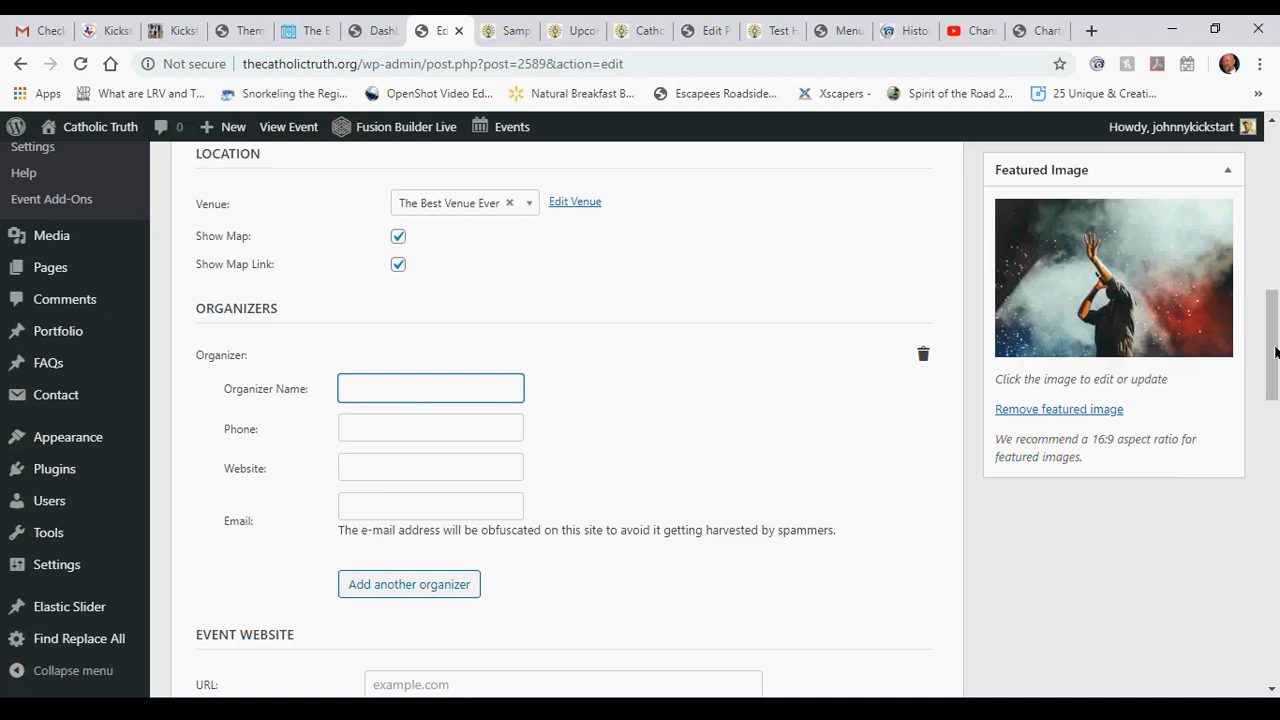 Check
Kickst
Kickst
Them
The E
Dashb
Ed
Samp
Upco
Catho
Edit P
Test H
Menu
Histo
Chan
Chart
Not secure
thecatholictruth.org/wp-admin/post.php?post=2589&action=edit
Apps
What are LRV and T...
Snorkeling the Regi...
OpenShot Video Ed...
Natural Breakfast B...
Escapees Roadside...
Xscapers -
Spirit of the Road 2...
25 Unique & Creati...
»
Catholic Truth
0
New
View Event
Fusion Builder Live
Events
Howdy, johnnykickstart
Settings
Help
Event Add-Ons
Media
Pages
Comments
Portfolio
FAQs
Contact
Appearance
Plugins
Users
Tools
Settings
Elastic Slider
Find Replace All
Collapse menu
LOCATION
Venue:
The Best Venue Ever
Edit Venue
Show Map:
Show Map Link:
ORGANIZERS
Organizer:
Organizer Name:
Phone:
Website:
Email:
The e-mail address will be obfuscated on this site to avoid it getting harvested by spammers.
Add another organizer
EVENT WEBSITE
URL:
example.com
Featured Image
Click the image to edit or update
Remove featured image
We recommend a 16:9 aspect ratio for
featured images.